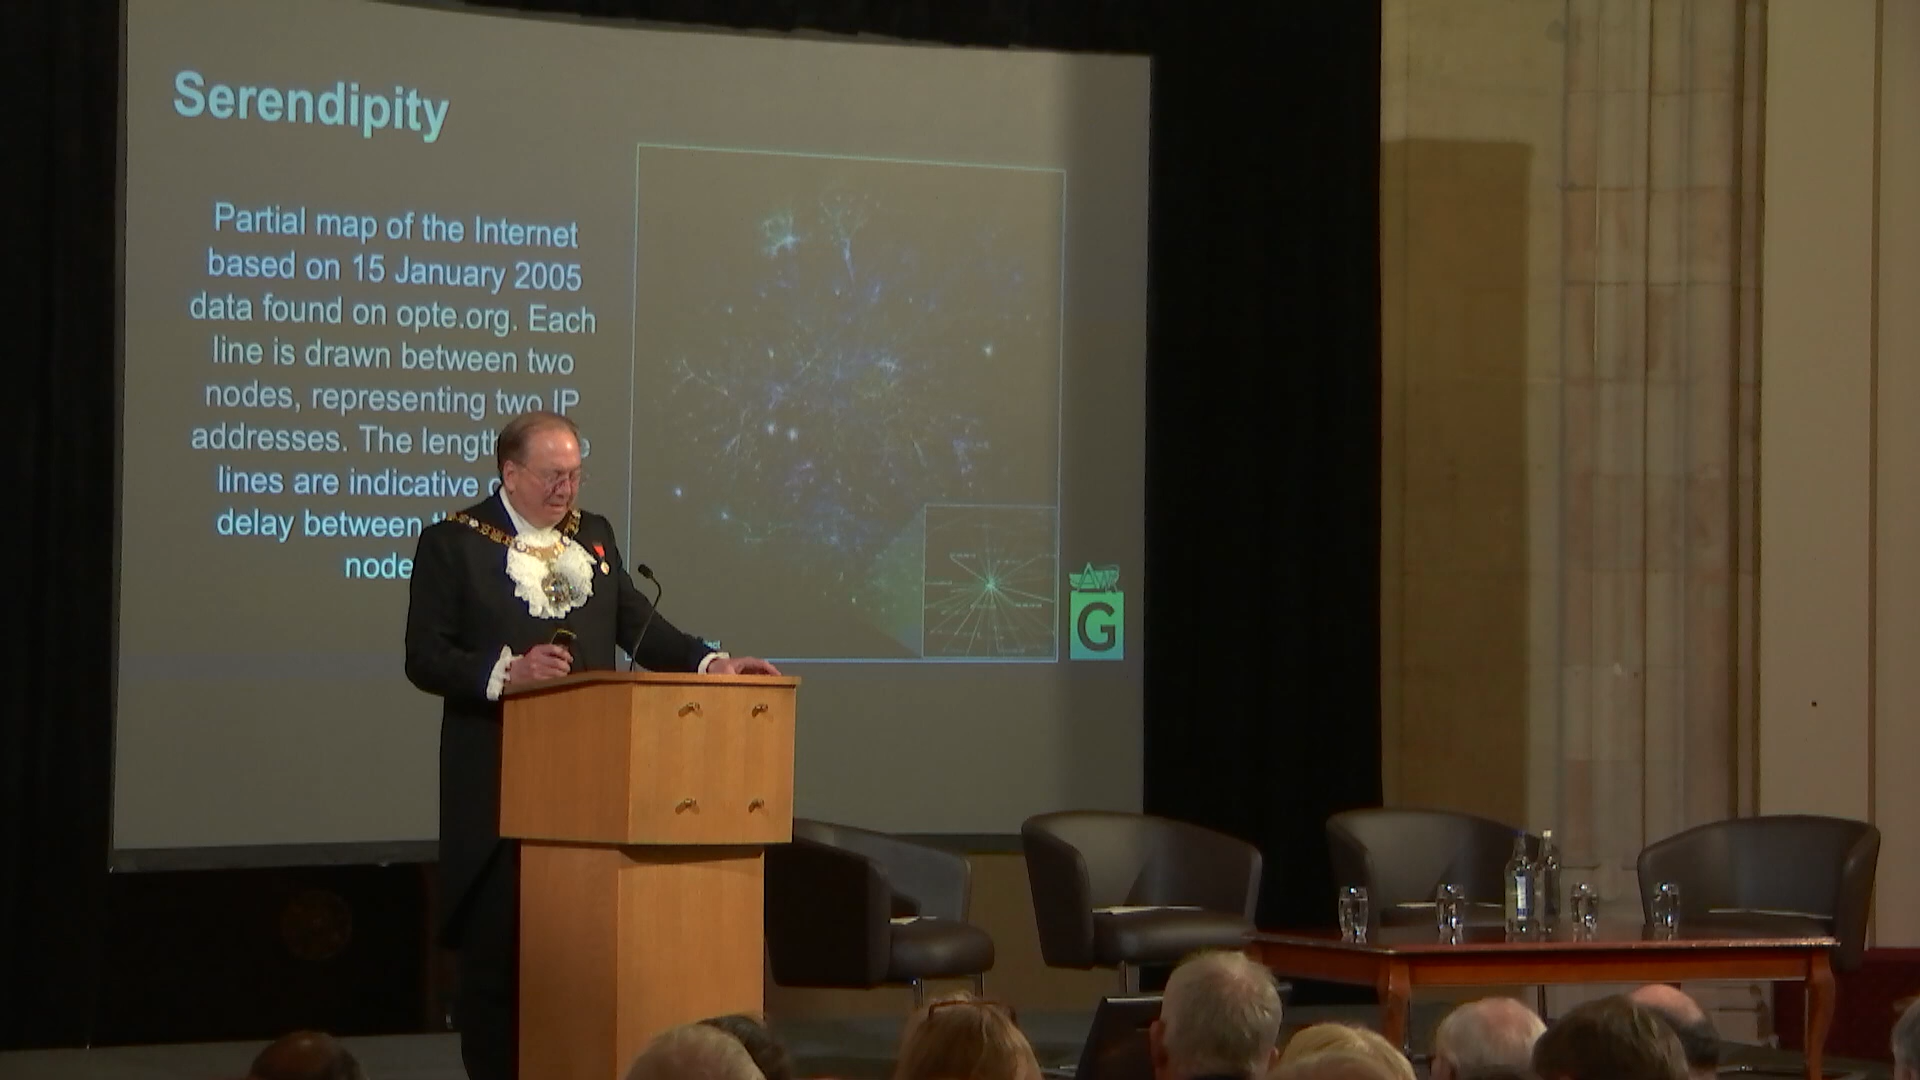 Serendipity
Partial map of the Internet
based on 15 January 2005
data found on opte.org. Each
line is drawn between two
nodes, representing two IP
addresses. The length
lines are indicative
delay between
node
G